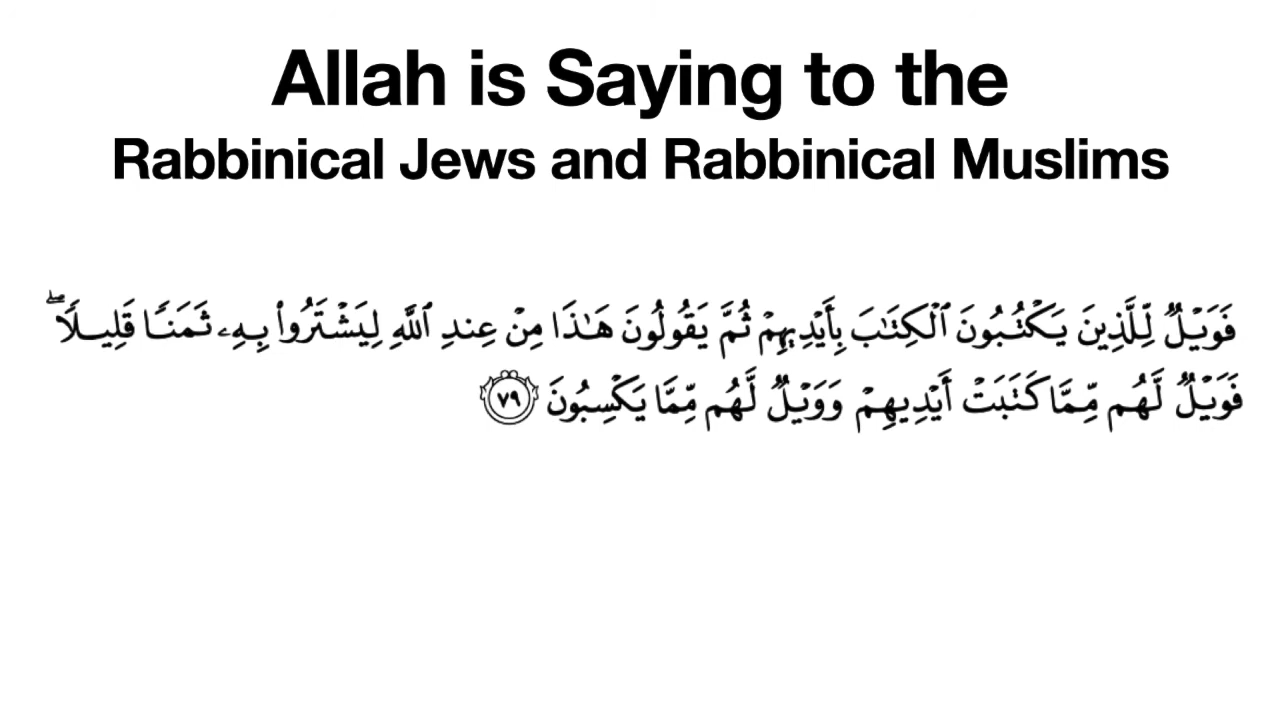 Allah is Saying to the
Rabbinical Jews and Rabbinical Muslims
فَوَيْلٌ لِّلَّذِينَ يَكْتُبُونَ ٱلْكِتَٰبَ بِأَيْدِيهِمْ ثُمَّ يَقُولُونَ هَٰذَا مِنْ عِندِ ٱللَّهِ لِيَشْتَرُوا۟ بِهِۦ ثَمَنًا قَلِيلًا ۖ
فَوَيْلٌ لَّهُم مِّمَّا كَتَبَتْ أَيْدِيهِمْ وَوَيْلٌ لَّهُم مِّمَّا يَكْسِبُونَ ٧٩